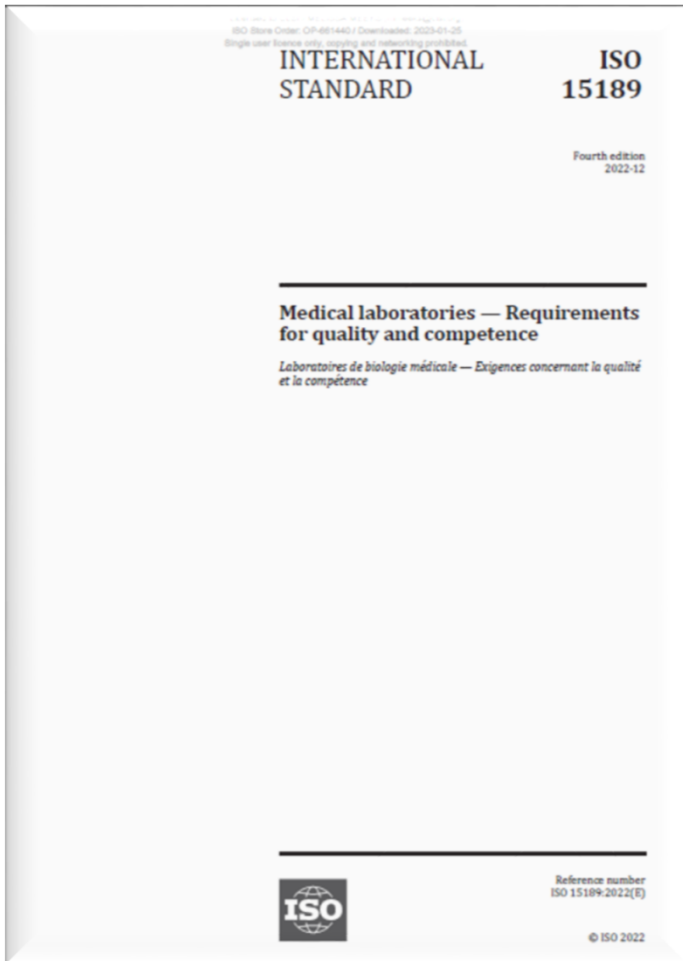 ISO Store Order: OP-661440 / Downloaded: 2023-01-25
Single user licence only, copying and networking prohibited.
INTERNATIONAL STANDARD
ISO 15189
Fourth edition
2022-12
Medical laboratories — Requirements
for quality and competence
Laboratoires de biologie médicale — Exigences concernant la qualité
et la compétence
ISO
Reference number
ISO 15189:2022(E)
© ISO 2022